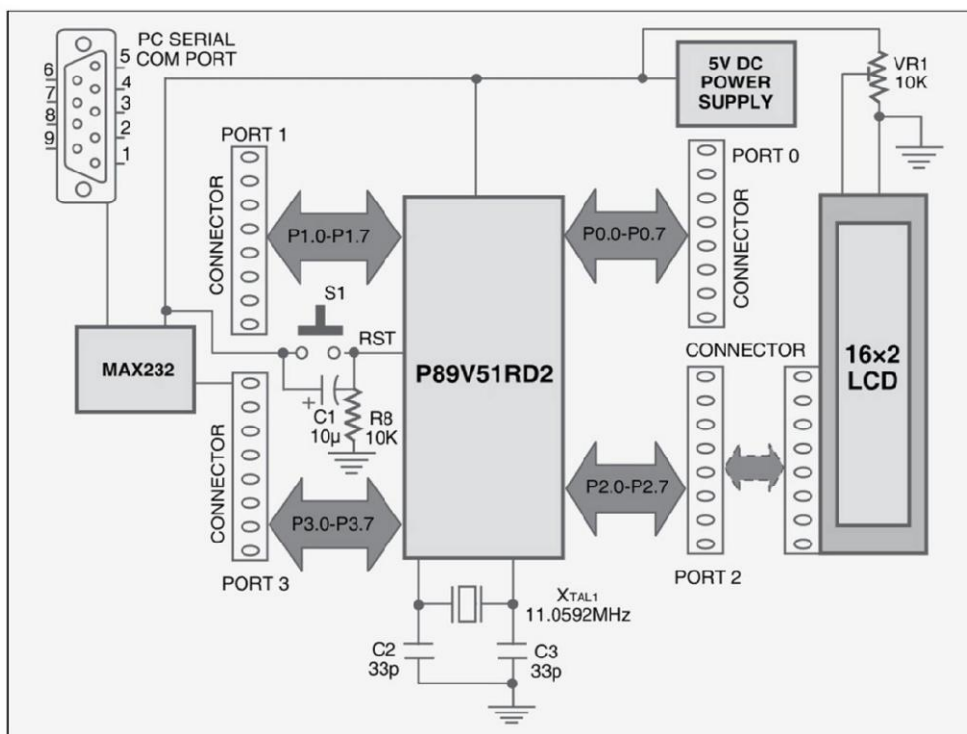 PC SERIAL
COM PORT
5
4
3
2
1
6
7
8
9
5V DC
POWER
SUPPLY
VR1
10K
PORT 1
CONNECTOR
P1.0-P1.7
PORT 0
CONNECTOR
P0.0-P0.7
S1
RST
MAX232
P89V51RD2
C1
10µ
+
R8
10K
CONNECTOR
16×2
LCD
CONNECTOR
P3.0-P3.7
PORT 3
P2.0-P2.7
PORT 2
XTAL1
11.0592MHz
C2
33p
C3
33p